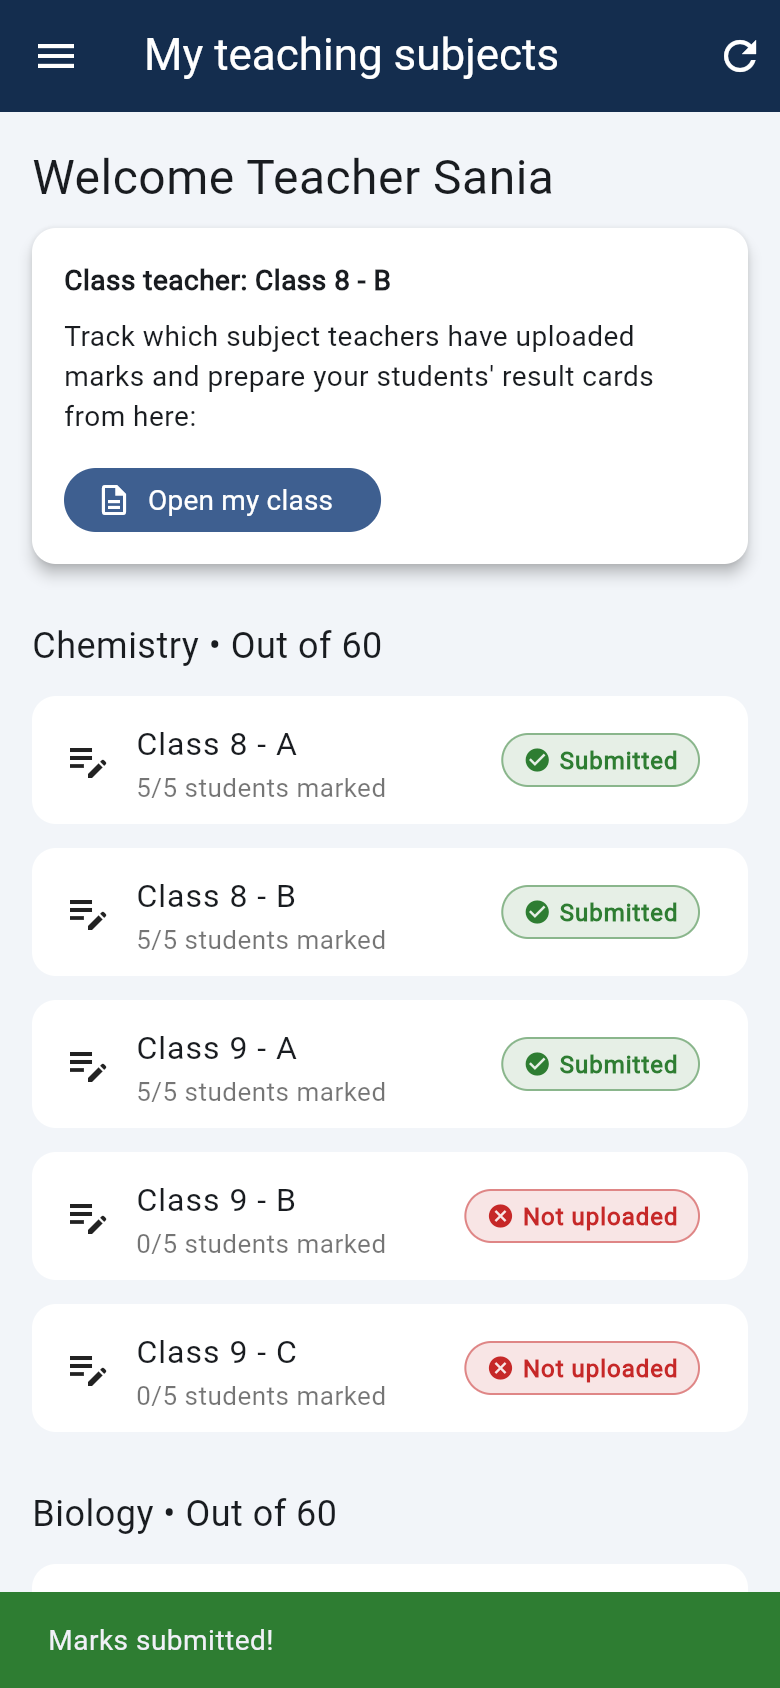 My teaching subjects
Welcome Teacher Sania
Class teacher: Class 8 - B
Track which subject teachers have uploaded
marks and prepare your students' result cards
from here:
Open my class
Chemistry • Out of 60
Class 8 - A
5/5 students marked
Submitted
Class 8 - B
5/5 students marked
Submitted
Class 9 - A
5/5 students marked
Submitted
Class 9 - B
0/5 students marked
Not uploaded
Class 9 - C
0/5 students marked
Not uploaded
Biology • Out of 60
Marks submitted!